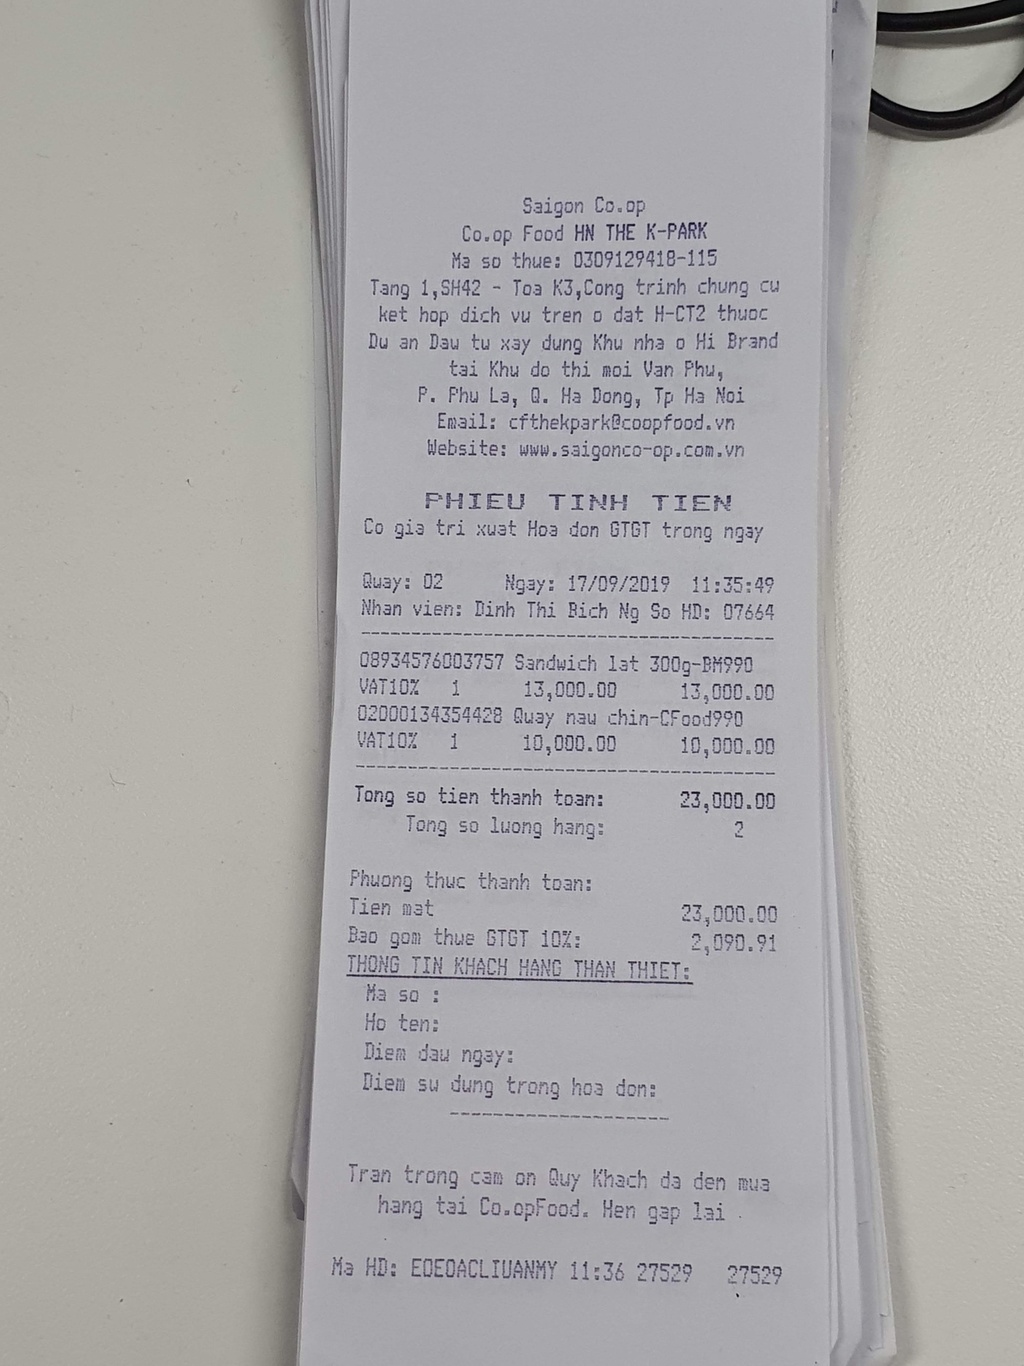 Saigon Co.op
Co.op Food HN THE K-PARK
Ma so thue: 0309129418-115
Tang 1,SH42 - Toa K3,Cong trinh chung cu
ket hop dich vu tren o dat H-CT2 thuoc
Du an Dau tu xay dung Khu nha o Hi Brand
tai Khu do thi moi Van Phu,
P. Phu La, Q. Ha Dong, Tp Ha Noi
Email: cfthekpark@coopfood.vn
Website: www.saigonco-op.com.vn
PHIEU TINH TIEN
Co gia tri xuat Hoa don GTGT trong ngay
Quay: 02 Ngay: 17/09/2019 11:35:49
Nhan vien: Dinh Thi Bich Ng So HD: 07664
08934576003757 Sandwich lat 300g-BM990
VAT10% 1 13,000.00 13,000.00
02000134354428 Quay nau chin-CFood990
VAT10% 1 10,000.00 10,000.00
Tong so tien thanh toan: 23,000.00
Tong so luong hang: 2
Phuong thuc thanh toan:
Tien mat 23,000.00
Bao gom thue GTGT 10%: 2,090.91
THONG TIN KHACH HANG THAN THIET:
Ma so :
Ho ten:
Diem dau ngay:
Diem su dung trong hoa don:
Tran trong cam on Quy Khach da den mua
hang tai Co.opFood. Hen gap lai .
Ma HD: EOEOACLIUANMY 11:36 27529 27529